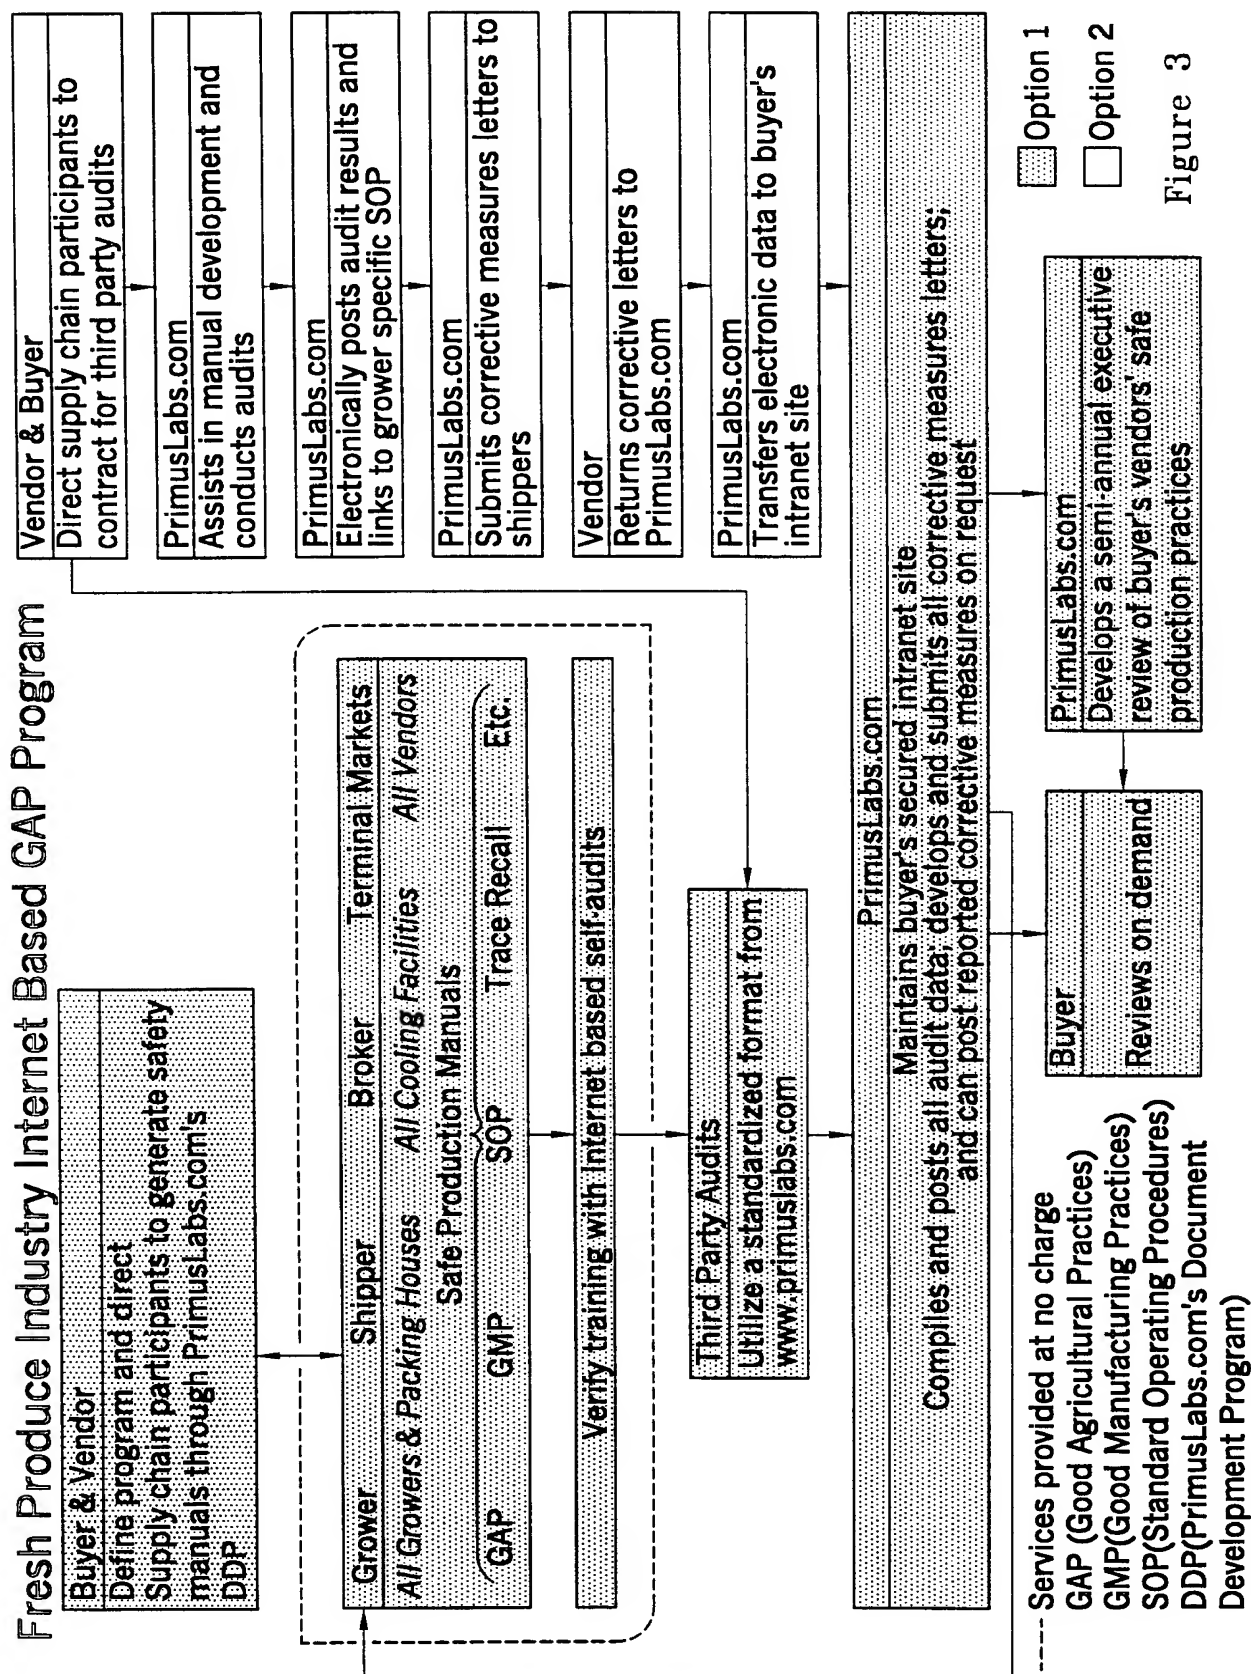 Fresh Produce Industry Internet Based GAP Program
Buyer & Vendor
Define program and direct
Supply chain participants to generate safety
manuals through PrimusLabs.com's
DDP
Grower Shipper Broker Terminal Markets
All Growers & Packing Houses All Cooling Facilities All Vendors
Safe Production Manuals
GAP GMP SOP Trace Recall Etc.
Verify training with Internet based self-audits
Third Party Audits
Utilize a standardized format from
www.primuslabs.com
Vendor & Buyer
Direct supply chain participants to
contract for third party audits
PrimusLabs.com
Assists in manual development and
conducts audits
PrimusLabs.com
Electronically posts audit results and
links to grower specific SOP
PrimusLabs.com
Submits corrective measures letters to
shippers
Vendor
Returns corrective letters to
PrimusLabs.com
PrimusLabs.com
Transfers electronic data to buyer's
intranet site
PrimusLabs.com
Maintains buyer's secured intranet site
Compiles and posts all audit data; develops and submits all corrective measures letters;
and can post reported corrective measures on request
Buyer
Reviews on demand
PrimusLabs.com
Develops a semi-annual executive
review of buyer's vendors' safe
production practices
Services provided at no charge
GAP (Good Agricultural Practices)
GMP(Good Manufacturing Practices)
SOP(Standard Operating Procedures)
DDP(PrimusLabs.com's Document
Development Program)
Option 1
Option 2
Figure 3